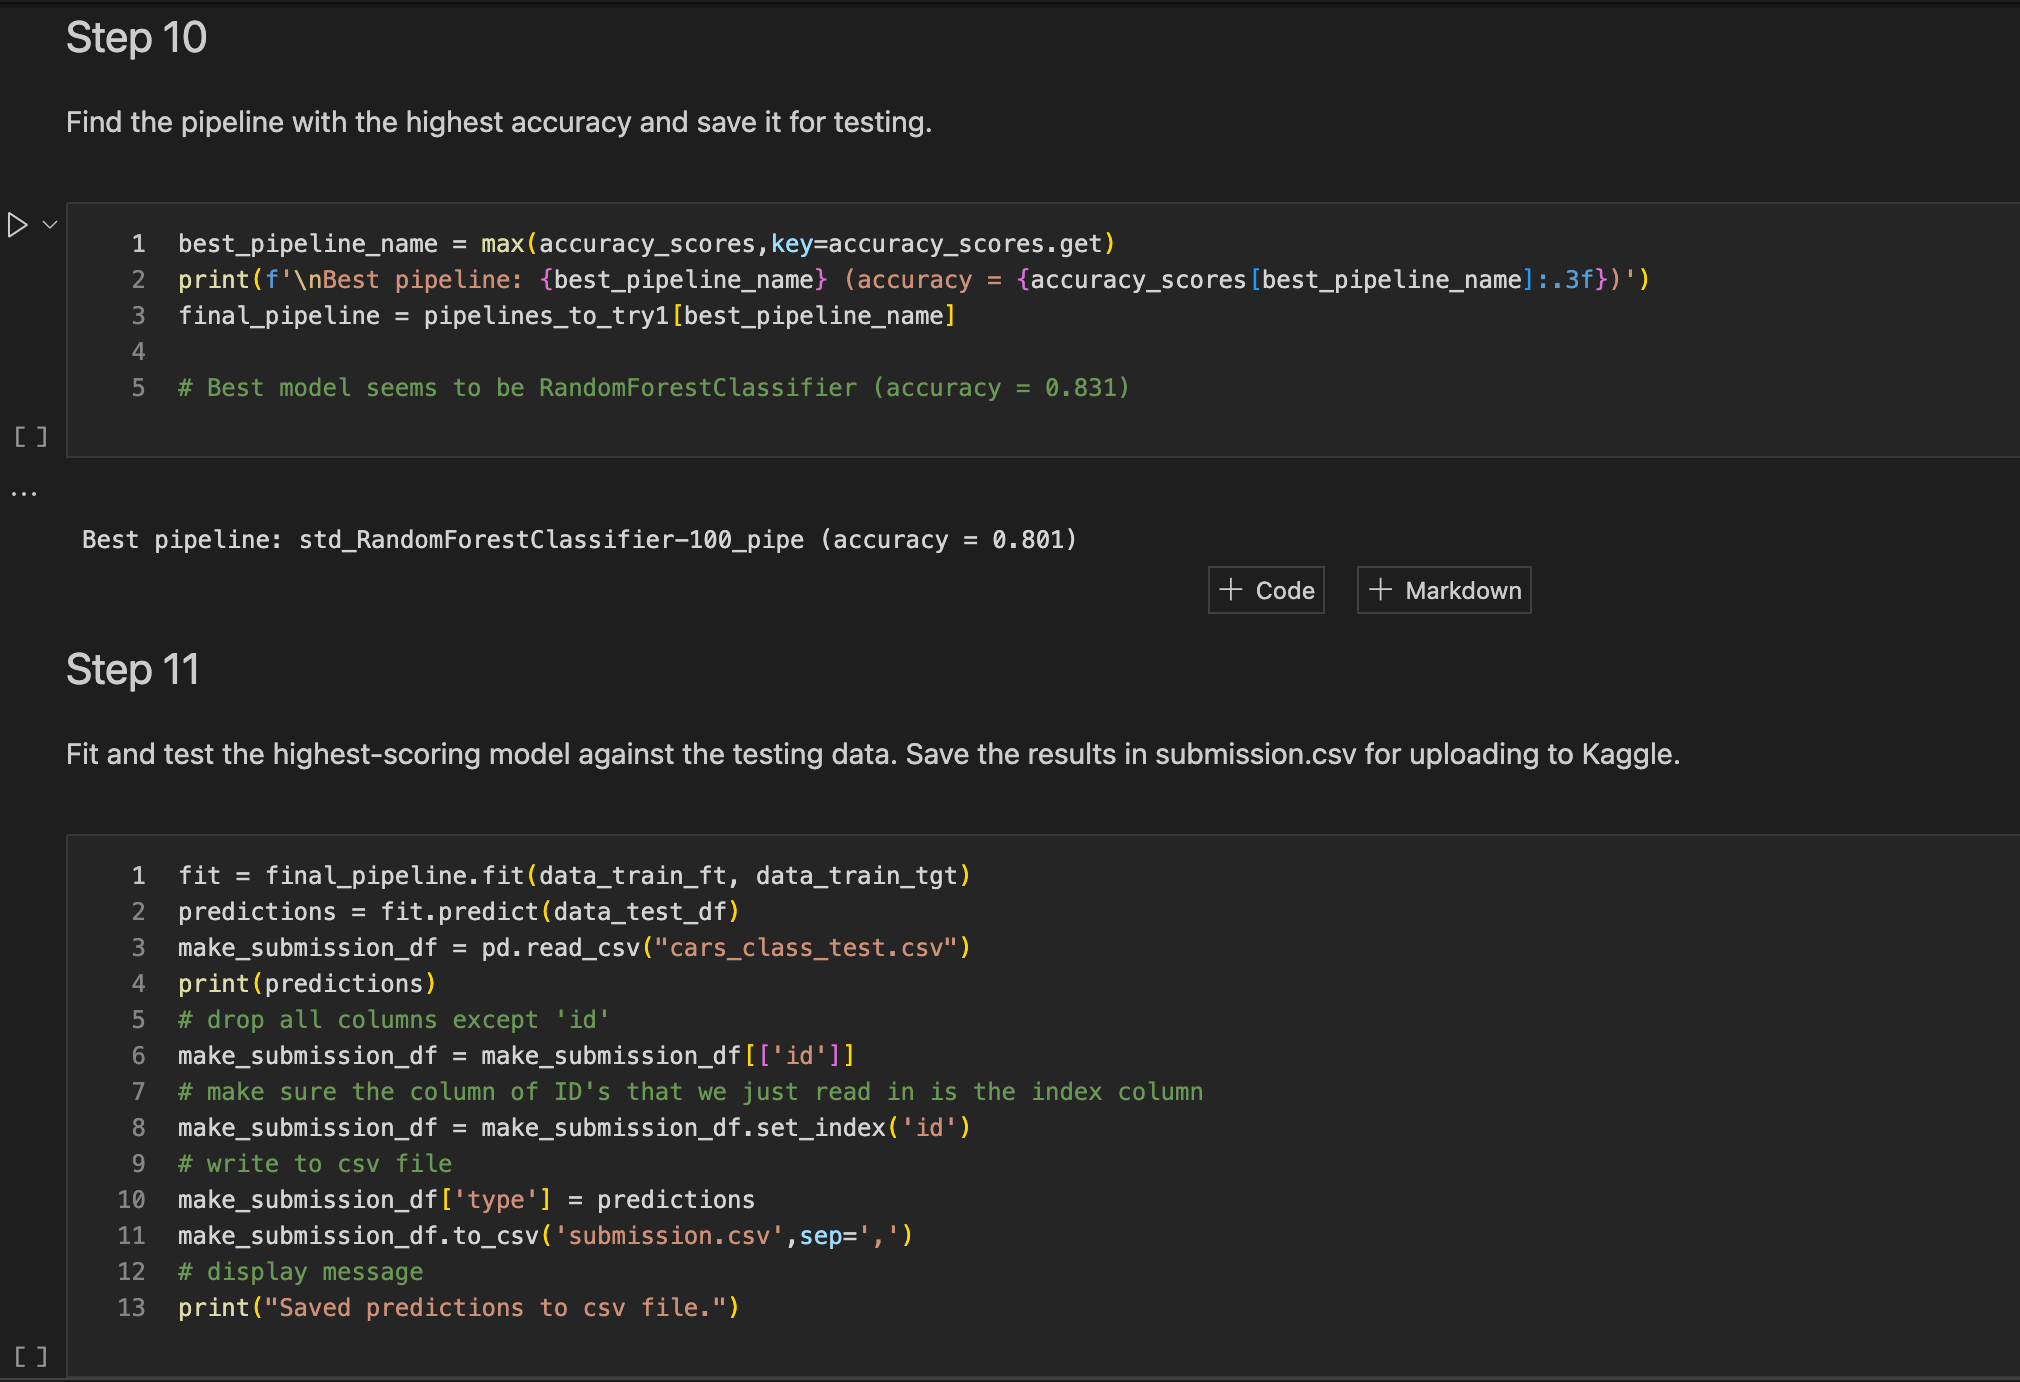 Step 10
Find the pipeline with the highest accuracy and save it for testing.
1 best_pipeline_name = max(accuracy_scores,key=accuracy_scores.get)
2 print(f'\nBest pipeline: {best_pipeline_name} (accuracy = {accuracy_scores[best_pipeline_name]:.3f})')
3 final_pipeline = pipelines_to_try1[best_pipeline_name]
4
5 # Best model seems to be RandomForestClassifier (accuracy = 0.831)
[ ]
...
Best pipeline: std_RandomForestClassifier-100_pipe (accuracy = 0.801)
+ Code + Markdown
Step 11
Fit and test the highest-scoring model against the testing data. Save the results in submission.csv for uploading to Kaggle.
1 fit = final_pipeline.fit(data_train_ft, data_train_tgt)
2 predictions = fit.predict(data_test_df)
3 make_submission_df = pd.read_csv("cars_class_test.csv")
4 print(predictions)
5 # drop all columns except 'id'
6 make_submission_df = make_submission_df[['id']]
7 # make sure the column of ID's that we just read in is the index column
8 make_submission_df = make_submission_df.set_index('id')
9 # write to csv file
10 make_submission_df['type'] = predictions
11 make_submission_df.to_csv('submission.csv',sep=',')
12 # display message
13 print("Saved predictions to csv file.")
[ ]